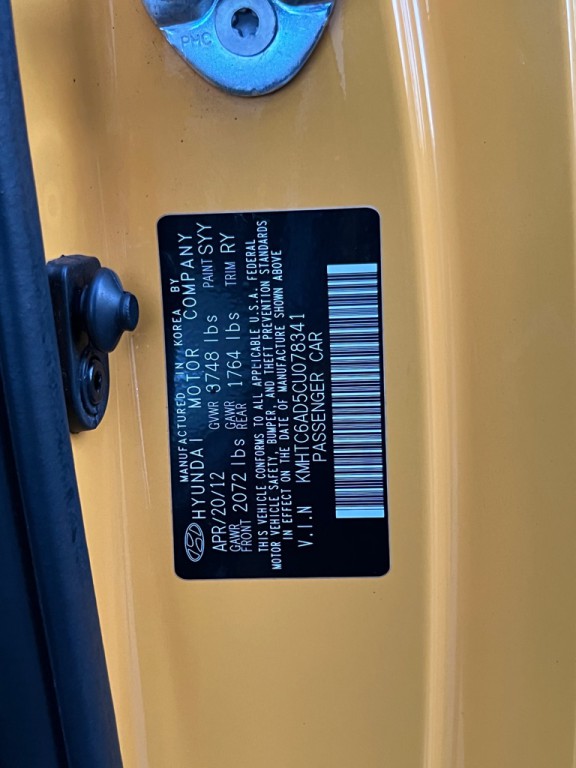 PMC
MANUFACTURED IN KOREA BY
HYUNDAI MOTOR COMPANY
APR/20/12 GVWR 3748 lbs PAINT SYY
GAWR FRONT 2072 lbs GAWR REAR 1764 lbs TRIM RY
THIS VEHICLE CONFORMS TO ALL APPLICABLE U.S.A. FEDERAL
MOTOR VEHICLE SAFETY, BUMPER, AND THEFT PREVENTION STANDARDS
IN EFFECT ON THE DATE OF MANUFACTURE SHOWN ABOVE
V.I.N KMHTC6AD5CU078341
PASSENGER CAR